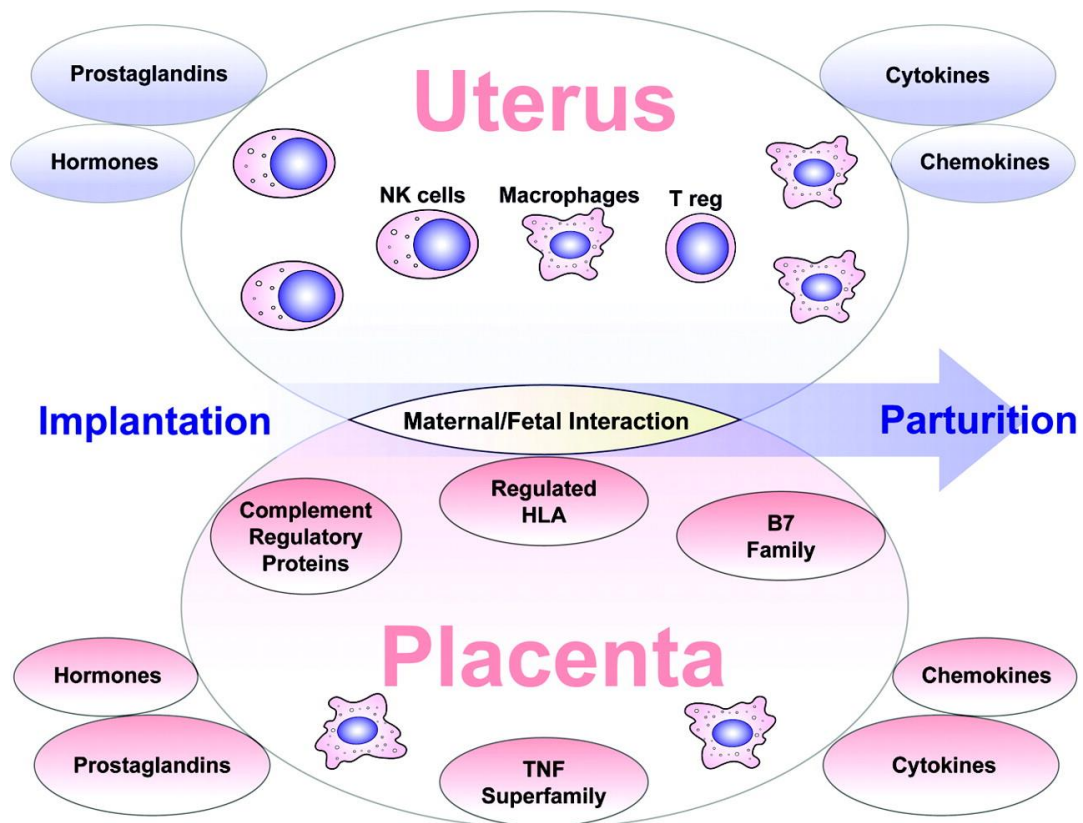 Prostaglandins
Cytokines
Uterus
Hormones
Chemokines
NK cells
Macrophages
T reg
Implantation
Maternal/Fetal Interaction
Parturition
Complement
Regulatory
Proteins
Regulated
HLA
B7
Family
Placenta
Hormones
Chemokines
Prostaglandins
TNF
Superfamily
Cytokines